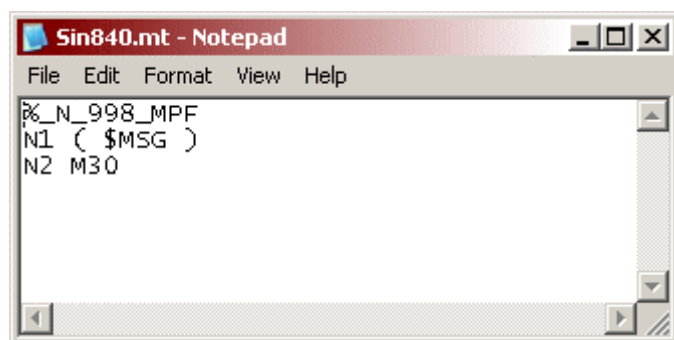 Sin840.mt - Notepad
File Edit Format View Help
%_N_998_MPF
N1 ( $MSG )
N2 M30